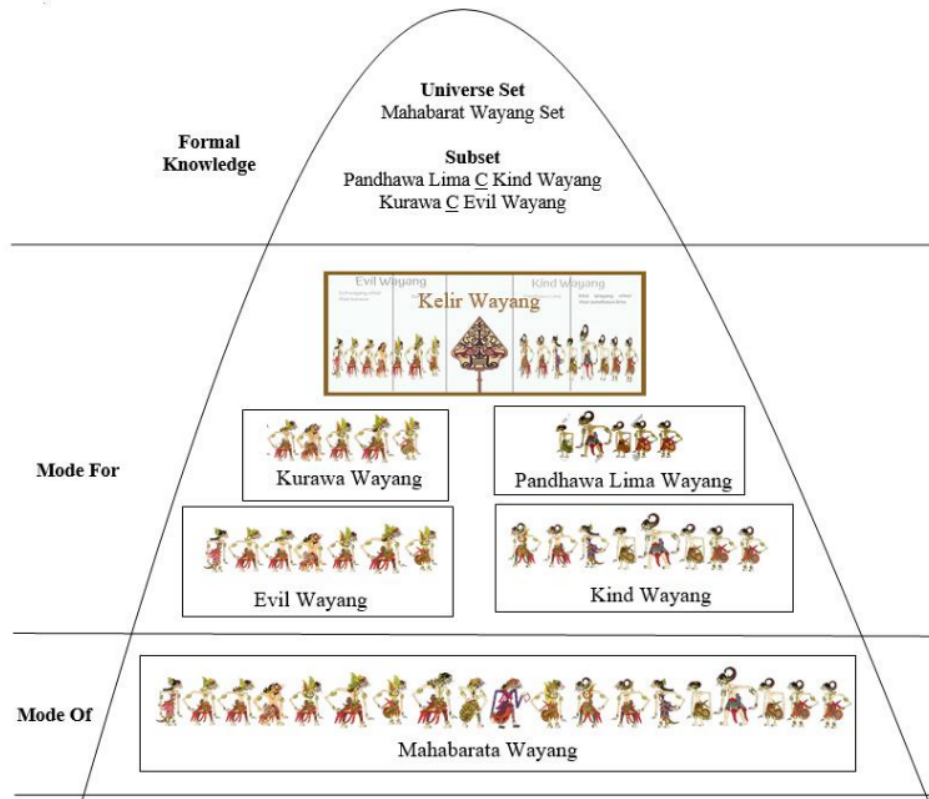 Universe Set
Mahabarat Wayang Set
Formal
Knowledge
Subset
Pandhawa Lima C Kind Wayang
Kurawa C Evil Wayang
Evil Wayang
Kind Wayang
Kelir Wayang
Mode For
Kurawa Wayang
Pandhawa Lima Wayang
Evil Wayang
Kind Wayang
Mode Of
Mahabarata Wayang